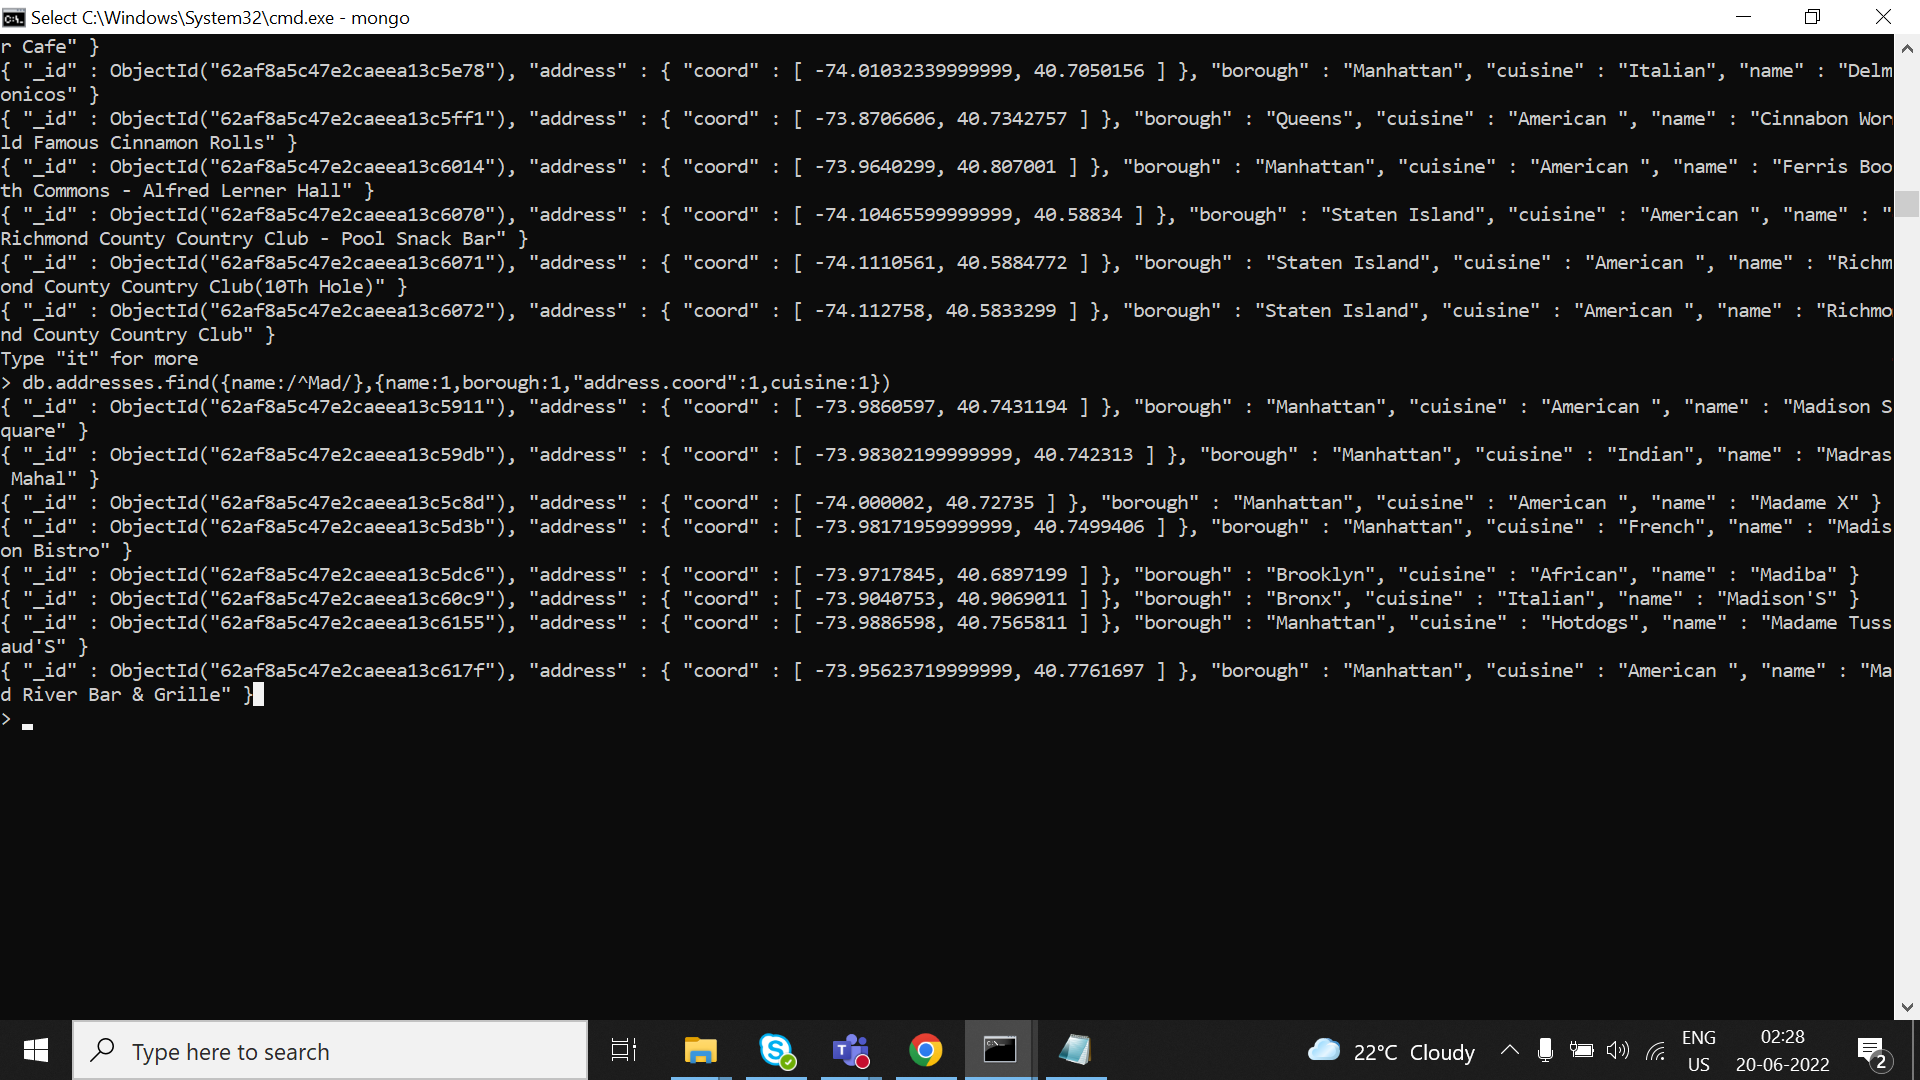 Select C:\Windows\System32\cmd.exe - mongo
r Cafe" }
{ "_id" : ObjectId("62af8a5c47e2caeea13c5e78"), "address" : { "coord" : [ -74.01032339999999, 40.7050156 ] }, "borough" : "Manhattan", "cuisine" : "Italian", "name" : "Delm
onicos" }
{ "_id" : ObjectId("62af8a5c47e2caeea13c5ff1"), "address" : { "coord" : [ -73.8706606, 40.7342757 ] }, "borough" : "Queens", "cuisine" : "American ", "name" : "Cinnabon Wor
ld Famous Cinnamon Rolls" }
{ "_id" : ObjectId("62af8a5c47e2caeea13c6014"), "address" : { "coord" : [ -73.9640299, 40.807001 ] }, "borough" : "Manhattan", "cuisine" : "American ", "name" : "Ferris Boo
th Commons - Alfred Lerner Hall" }
{ "_id" : ObjectId("62af8a5c47e2caeea13c6070"), "address" : { "coord" : [ -74.10465599999999, 40.58834 ] }, "borough" : "Staten Island", "cuisine" : "American ", "name" : "
Richmond County Country Club - Pool Snack Bar" }
{ "_id" : ObjectId("62af8a5c47e2caeea13c6071"), "address" : { "coord" : [ -74.1110561, 40.5884772 ] }, "borough" : "Staten Island", "cuisine" : "American ", "name" : "Richm
ond County Country Club(10Th Hole)" }
{ "_id" : ObjectId("62af8a5c47e2caeea13c6072"), "address" : { "coord" : [ -74.112758, 40.5833299 ] }, "borough" : "Staten Island", "cuisine" : "American ", "name" : "Richmo
nd County Country Club" }
Type "it" for more
> db.addresses.find({name:/^Mad/},{name:1,borough:1,"address.coord":1,cuisine:1})
{ "_id" : ObjectId("62af8a5c47e2caeea13c5911"), "address" : { "coord" : [ -73.9860597, 40.7431194 ] }, "borough" : "Manhattan", "cuisine" : "American ", "name" : "Madison S
quare" }
{ "_id" : ObjectId("62af8a5c47e2caeea13c59db"), "address" : { "coord" : [ -73.98302199999999, 40.742313 ] }, "borough" : "Manhattan", "cuisine" : "Indian", "name" : "Madras
 Mahal" }
{ "_id" : ObjectId("62af8a5c47e2caeea13c5c8d"), "address" : { "coord" : [ -74.000002, 40.72735 ] }, "borough" : "Manhattan", "cuisine" : "American ", "name" : "Madame X" }
{ "_id" : ObjectId("62af8a5c47e2caeea13c5d3b"), "address" : { "coord" : [ -73.98171959999999, 40.7499406 ] }, "borough" : "Manhattan", "cuisine" : "French", "name" : "Madis
on Bistro" }
{ "_id" : ObjectId("62af8a5c47e2caeea13c5dc6"), "address" : { "coord" : [ -73.9717845, 40.6897199 ] }, "borough" : "Brooklyn", "cuisine" : "African", "name" : "Madiba" }
{ "_id" : ObjectId("62af8a5c47e2caeea13c60c9"), "address" : { "coord" : [ -73.9040753, 40.9069011 ] }, "borough" : "Bronx", "cuisine" : "Italian", "name" : "Madison'S" }
{ "_id" : ObjectId("62af8a5c47e2caeea13c6155"), "address" : { "coord" : [ -73.9886598, 40.7565811 ] }, "borough" : "Manhattan", "cuisine" : "Hotdogs", "name" : "Madame Tuss
aud'S" }
{ "_id" : ObjectId("62af8a5c47e2caeea13c617f"), "address" : { "coord" : [ -73.95623719999999, 40.7761697 ] }, "borough" : "Manhattan", "cuisine" : "American ", "name" : "Ma
d River Bar & Grille" }
>
Type here to search
22°C Cloudy
ENG
US
02:28
20-06-2022
2